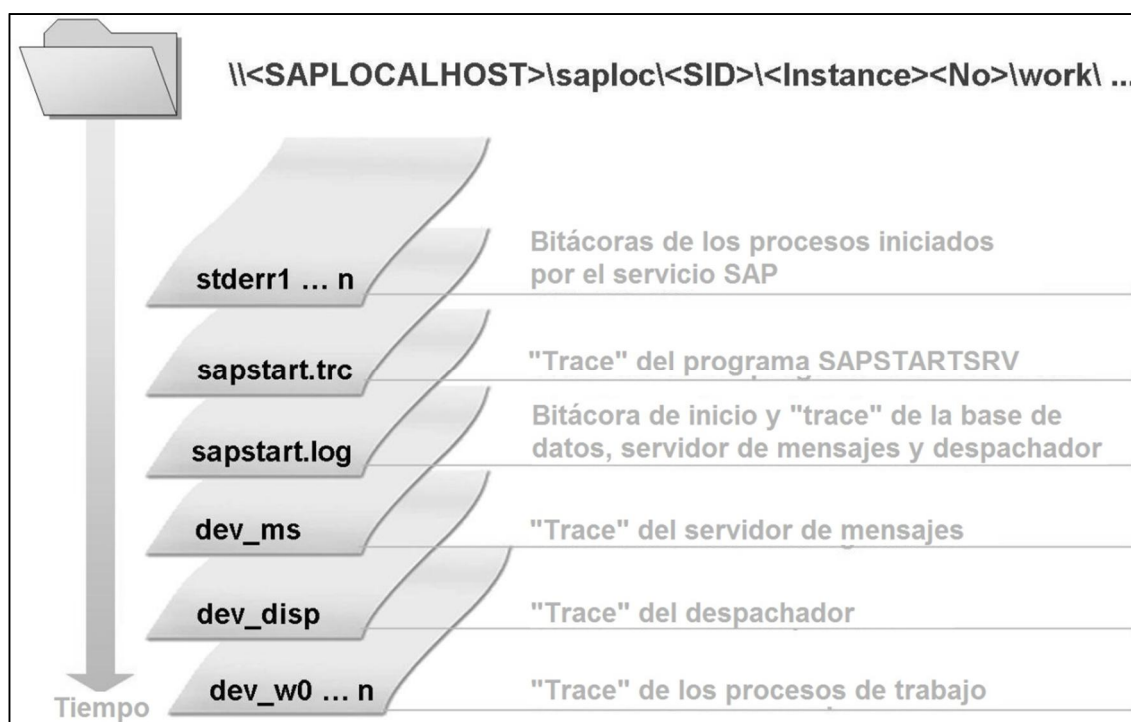 \\<SAPLOCALHOST>\saploc\<SID>\<Instance><No>\work\ ...
stderr1 ... n
Bitácoras de los procesos iniciados
por el servicio SAP
sapstart.trc
"Trace" del programa SAPSTARTSRV
sapstart.log
Bitácora de inicio y "trace" de la base de
datos, servidor de mensajes y despachador
dev_ms
"Trace" del servidor de mensajes
dev_disp
"Trace" del despachador
dev_w0 ... n
"Trace" de los procesos de trabajo
Tiempo